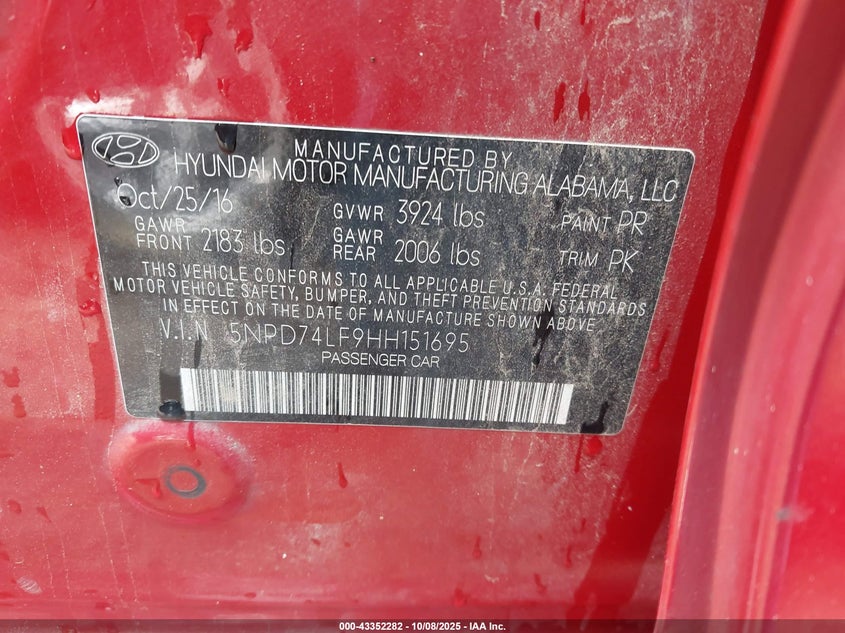 MANUFACTURED BY
HYUNDAI MOTOR MANUFACTURING ALABAMA, LLC
Oct/25/16 GVWR 3924 lbs PAINT PR
GAWR FRONT 2183 lbs GAWR REAR 2006 lbs TRIM PK
THIS VEHICLE CONFORMS TO ALL APPLICABLE U.S.A. FEDERAL
MOTOR VEHICLE SAFETY, BUMPER, AND THEFT PREVENTION STANDARDS
IN EFFECT ON THE DATE OF MANUFACTURE SHOWN ABOVE
V.I.N 5NPD74LF9HH151695
PASSENGER CAR
000-43352282 - 10/08/2025 - IAA Inc.